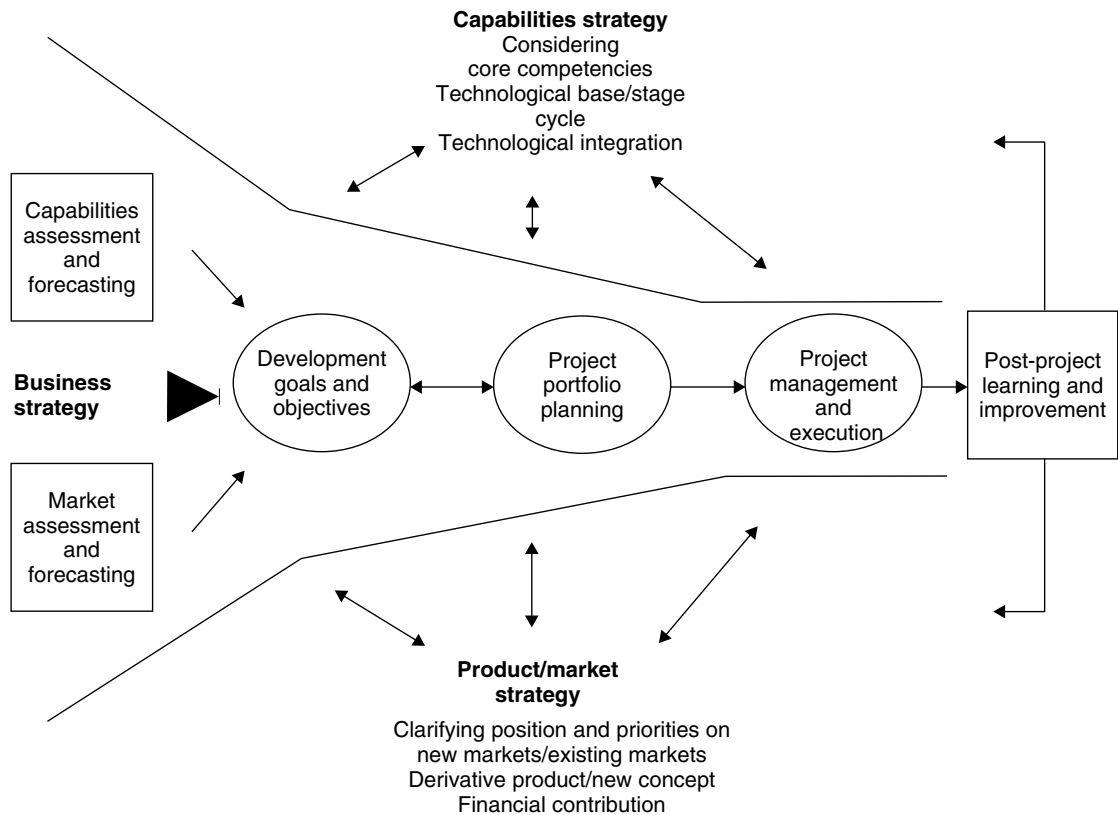 Capabilities strategy
Considering
core competencies
Technological base/stage
cycle
Technological integration
Capabilities
assessment
and
forecasting
Business
strategy
Market
assessment
and
forecasting
Development
goals and
objectives
Project
portfolio
planning
Project
management
and
execution
Post-project
learning and
improvement
Product/market
strategy
Clarifying position and priorities on
new markets/existing markets
Derivative product/new concept
Financial contribution